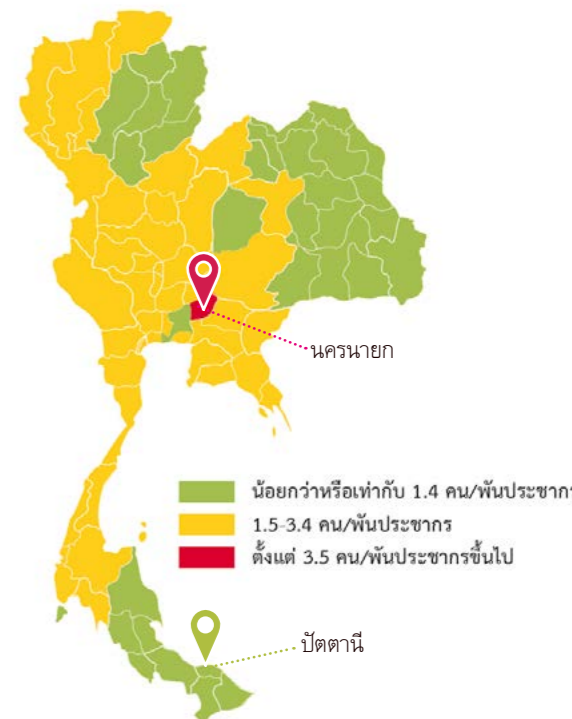 นครนายก
น้อยกว่าหรือเท่ากับ 1.4 คน/พันประชากร
1.5-3.4 คน/พันประชากร
ตั้งแต่ 3.5 คน/พันประชากรขึ้นไป
ปัตตานี